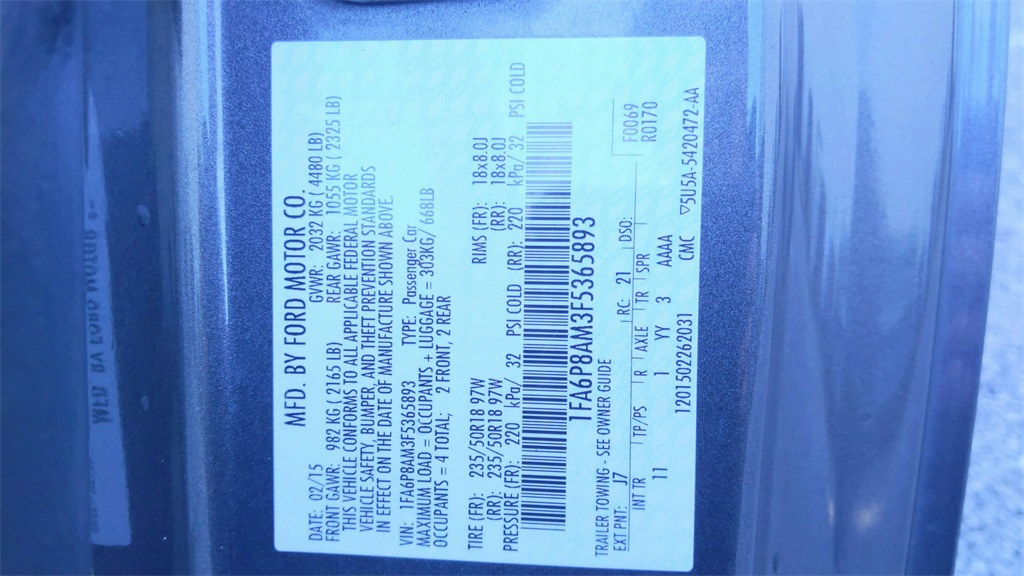 MFD. BY FORD MOTOR CO.
DATE: 02/15 GVWR: 2032 KG ( 4480 LB)
FRONT GAWR: 982 KG ( 2165 LB) REAR GAWR: 1055 KG ( 2325 LB)
THIS VEHICLE CONFORMS TO ALL APPLICABLE FEDERAL MOTOR
VEHICLE SAFETY, BUMPER, AND THEFT PREVENTION STANDARDS
IN EFFECT ON THE DATE OF MANUFACTURE SHOWN ABOVE.
VIN: 1FA6P8AM3F5365893 TYPE: Passenger Car
MAXIMUM LOAD = OCCUPANTS + LUGGAGE = 303KG/ 668LB
OCCUPANTS = 4 TOTAL: 2 FRONT, 2 REAR
TIRE (FR): 235/50R18 97W RIMS (FR): 18x8.0J
(RR): 235/50R18 97W (RR): 18x8.0J
PRESSURE (FR): 220 kPa/ 32 PSI COLD (RR): 220 kPa/ 32 PSI COLD
1FA6P8AM3F5365893
TRAILER TOWING - SEE OWNER GUIDE F0069
EXT PNT: J7 RC: 21 DSO: R0170
INT TR TP/PS R AXLE TR SPR
11 1 YY 3 AAAA
1201502262031 CMC ▽5U5A-5420472-AA